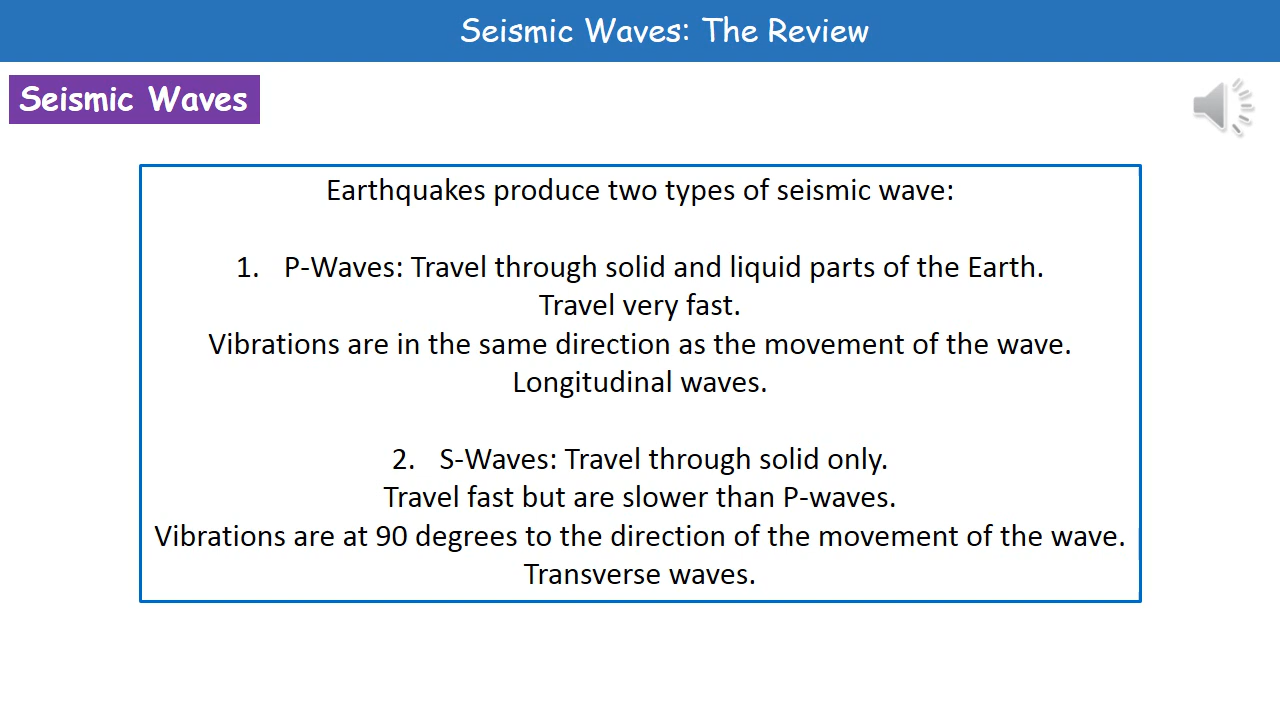 Seismic Waves: The Review
Seismic Waves
Earthquakes produce two types of seismic wave:
1. P-Waves: Travel through solid and liquid parts of the Earth.
Travel very fast.
Vibrations are in the same direction as the movement of the wave.
Longitudinal waves.
2. S-Waves: Travel through solid only.
Travel fast but are slower than P-waves.
Vibrations are at 90 degrees to the direction of the movement of the wave.
Transverse waves.